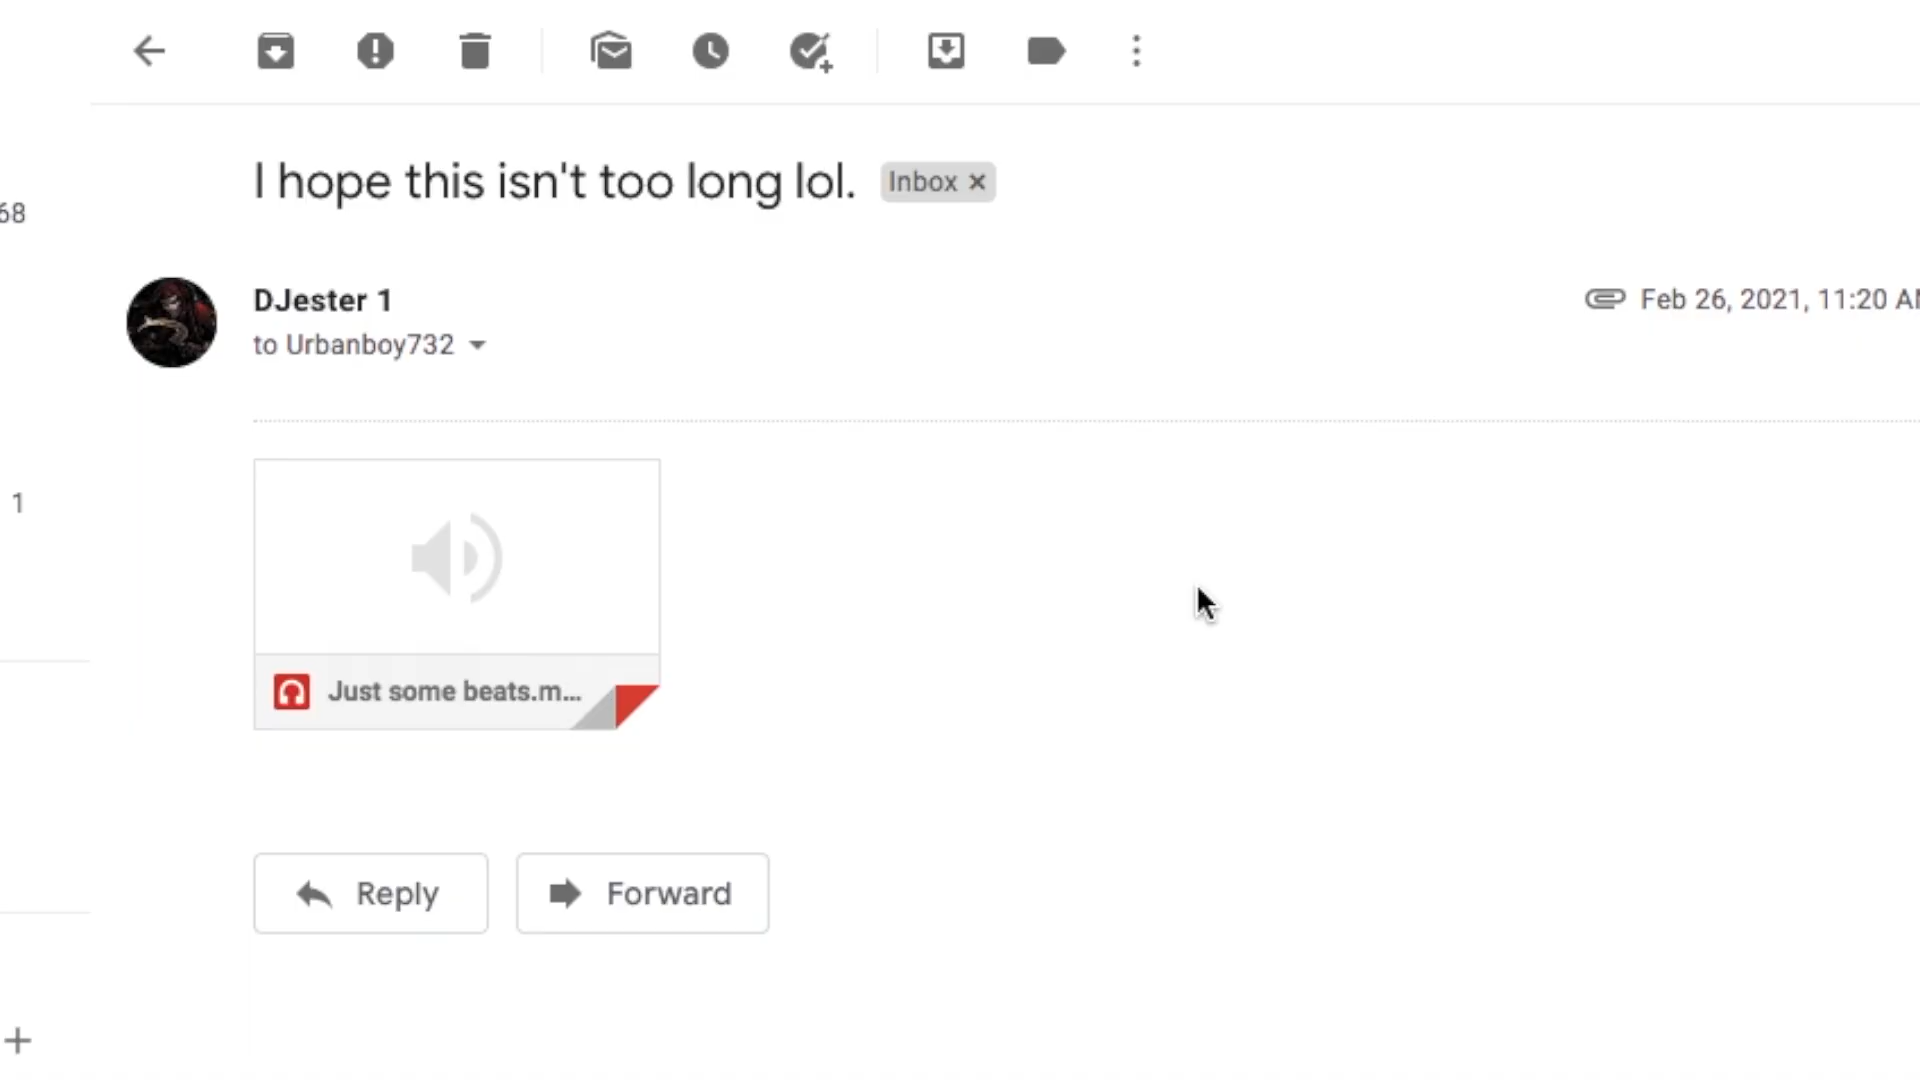 I hope this isn't too long lol. Inbox ×
68
DJester 1
Feb 26, 2021, 11:20 A
to Urbanboy732
1
Just some beats.m...
Reply
Forward